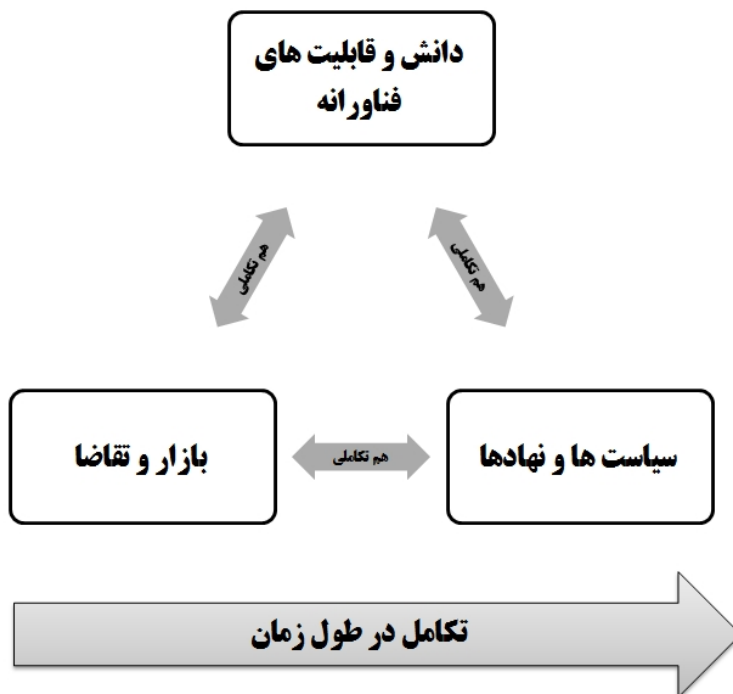 دانش و قابلیت های
فناورانه
هم تکاملی
هم تکاملی
سیاست ها و نهادها
هم تکاملی
بازار و تقاضا
تکامل در طول زمان